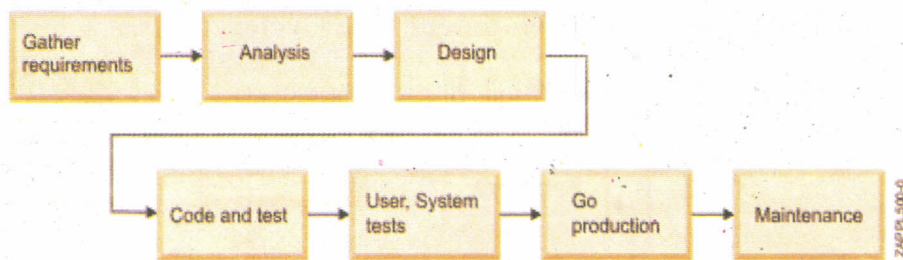 Gather
requirements
Analysis
Design
Code and test
User, System
tests
Go
production
Maintenance